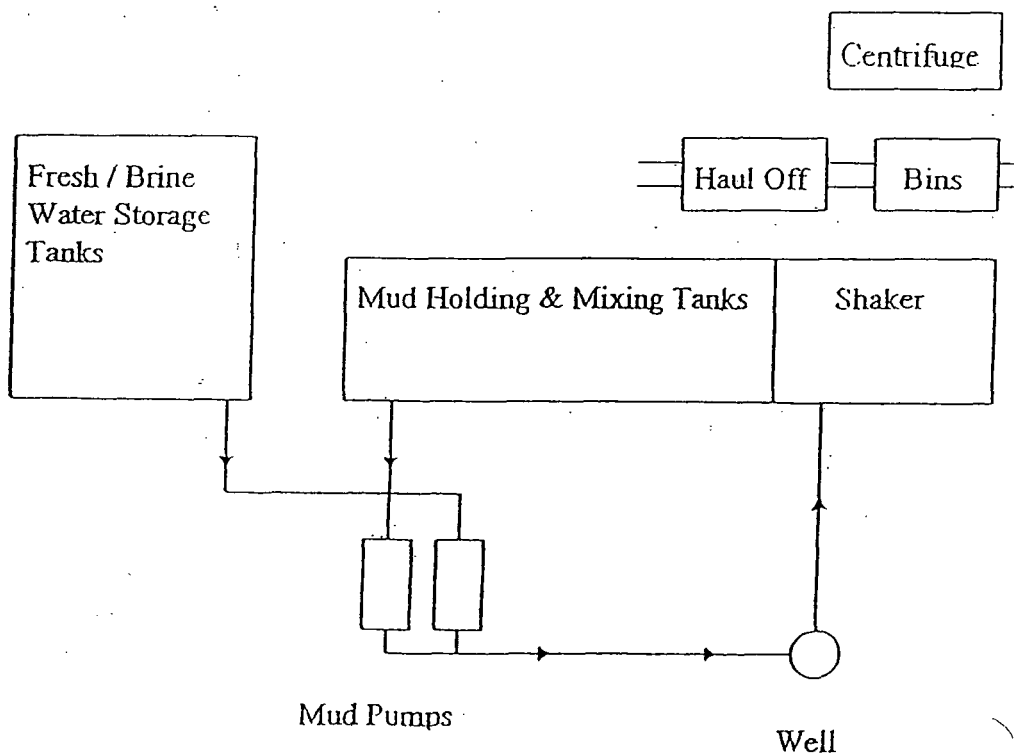 Centrifuge
Fresh / Brine
Water Storage
Tanks
Haul Off
Bins
Mud Holding & Mixing Tanks
Shaker
Mud Pumps
Well